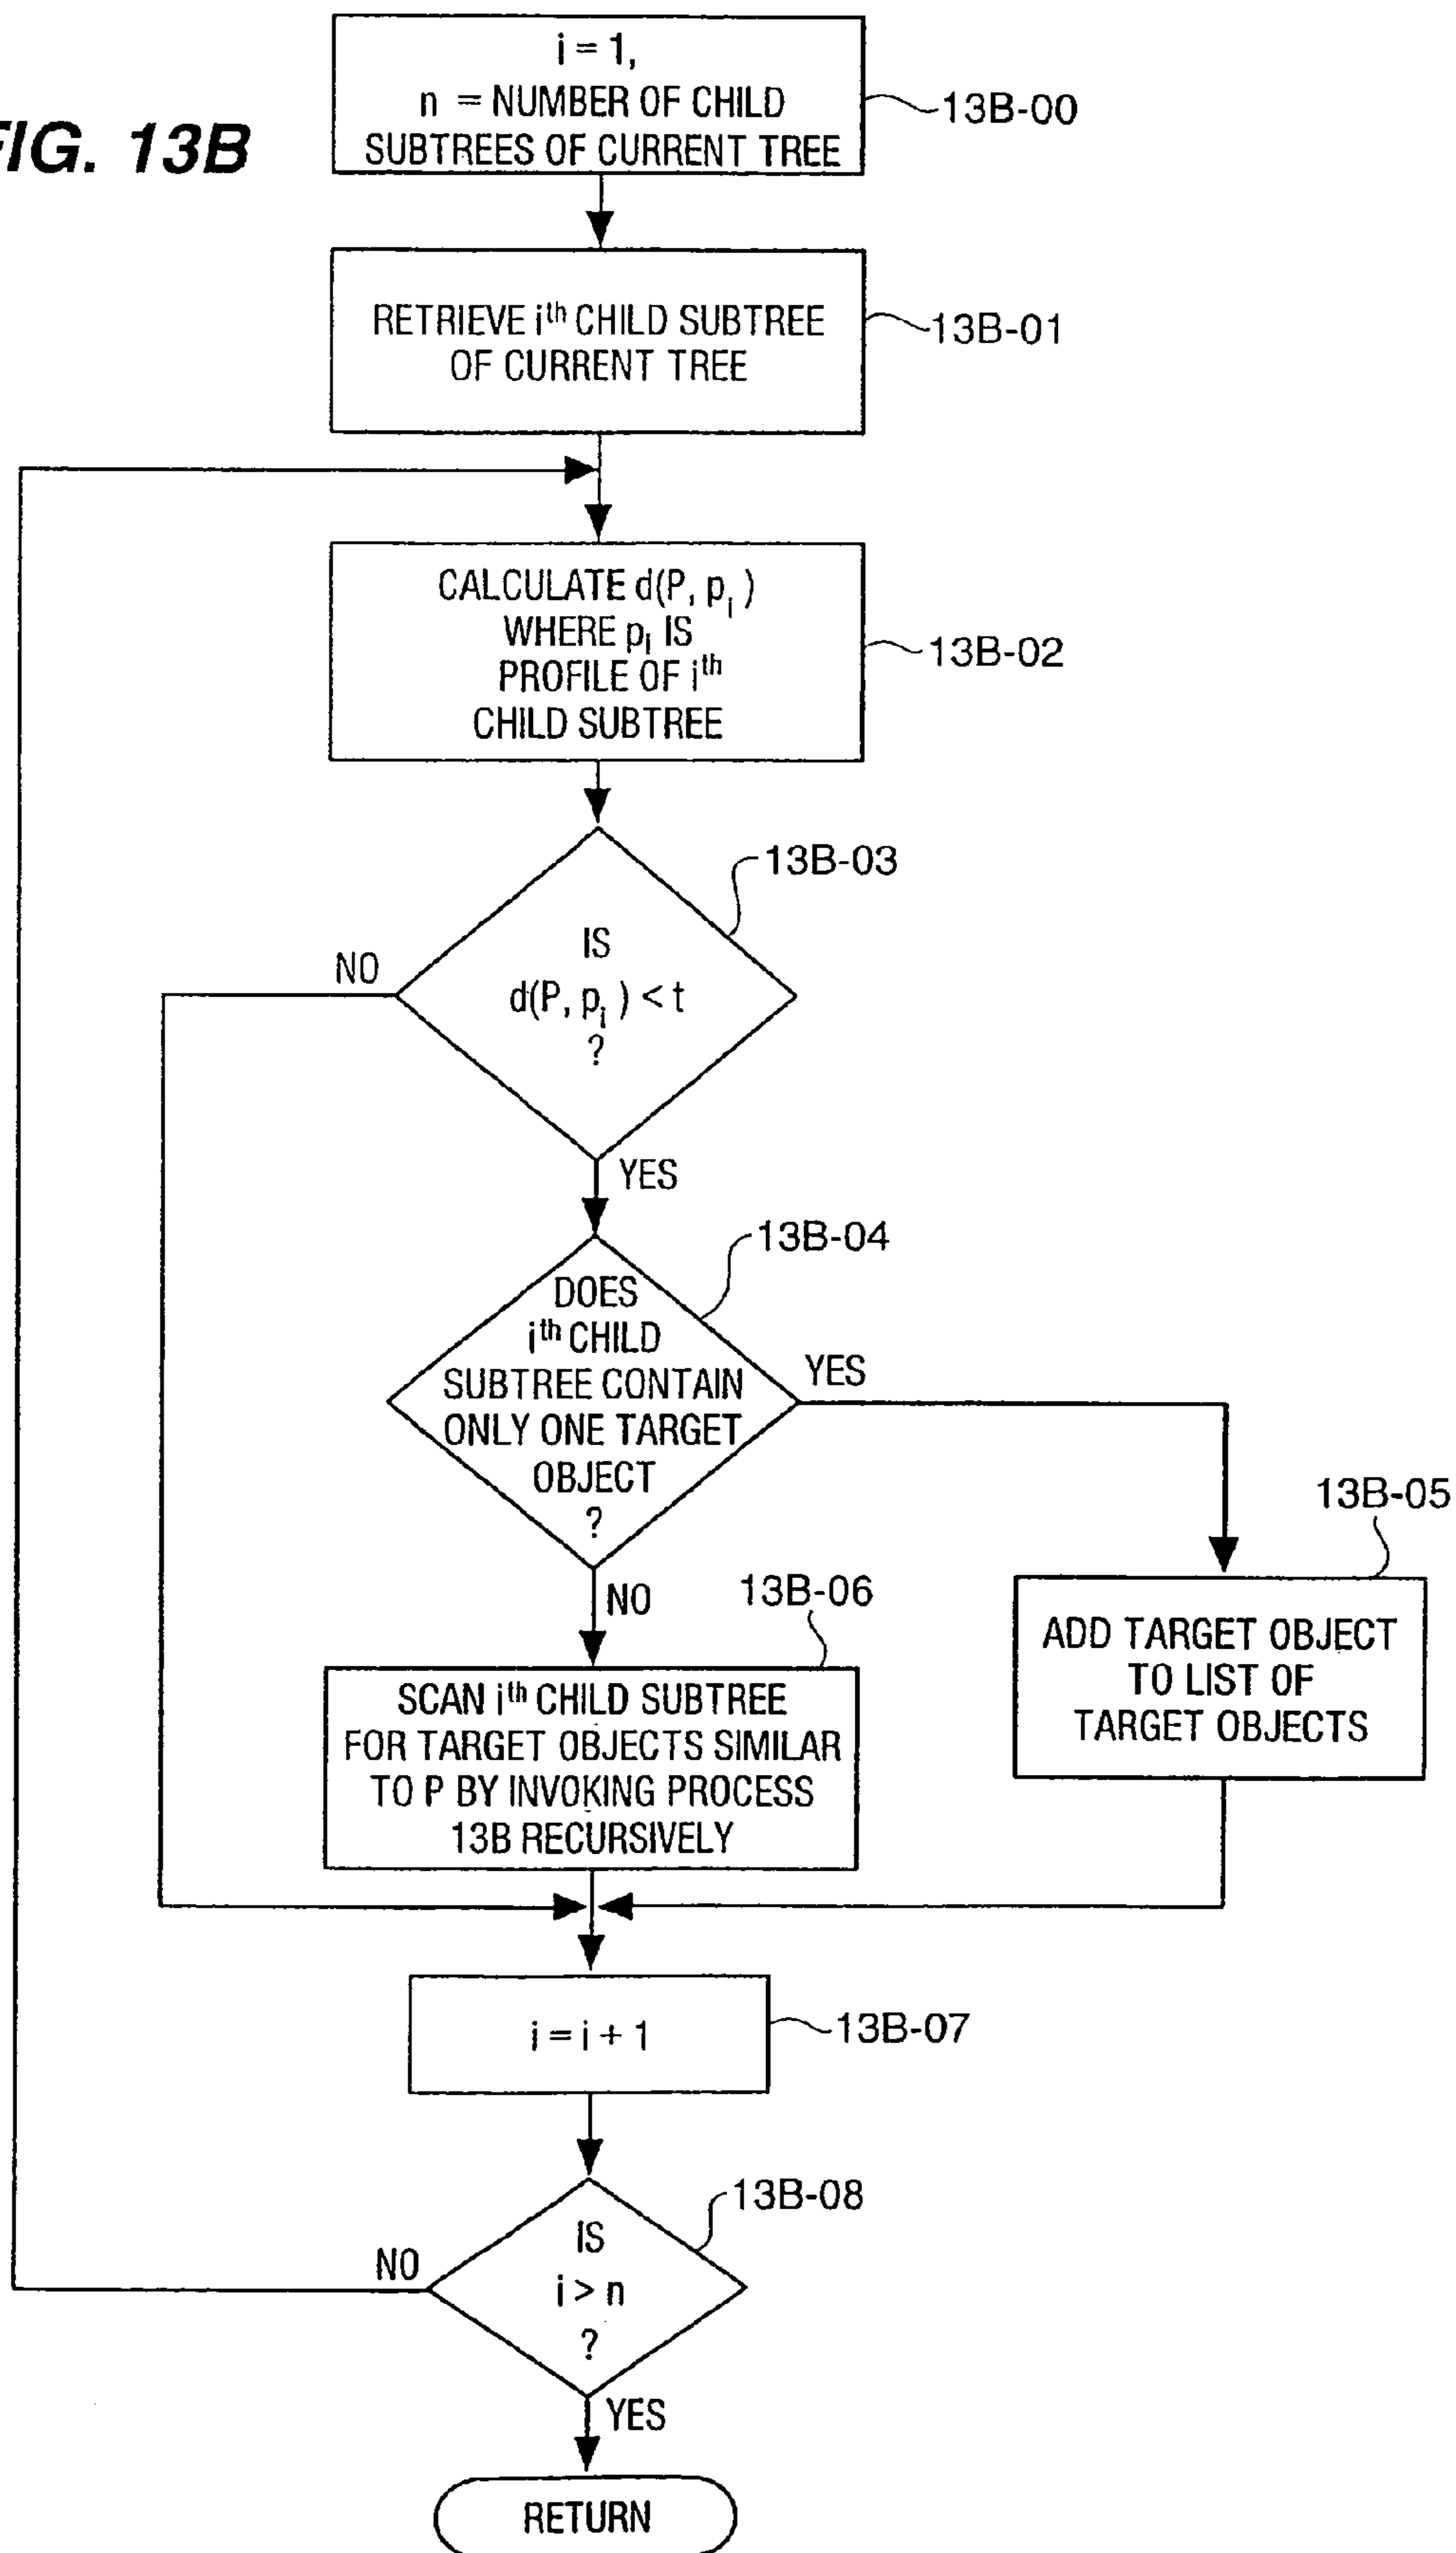 FIG. 13B
i = 1,
n = NUMBER OF CHILD
SUBTREES OF CURRENT TREE
13B-00
RETRIEVE ith CHILD SUBTREE
OF CURRENT TREE
13B-01
CALCULATE d(P, pi)
WHERE pi IS
PROFILE OF ith
CHILD SUBTREE
13B-02
13B-03
IS
d(P, pi) < t
?
NO
YES
13B-04
DOES
ith CHILD
SUBTREE CONTAIN
ONLY ONE TARGET
OBJECT
?
YES
NO
13B-05
ADD TARGET OBJECT
TO LIST OF
TARGET OBJECTS
13B-06
SCAN ith CHILD SUBTREE
FOR TARGET OBJECTS SIMILAR
TO P BY INVOKING PROCESS
13B RECURSIVELY
i = i + 1
13B-07
13B-08
IS
i > n
?
NO
YES
RETURN